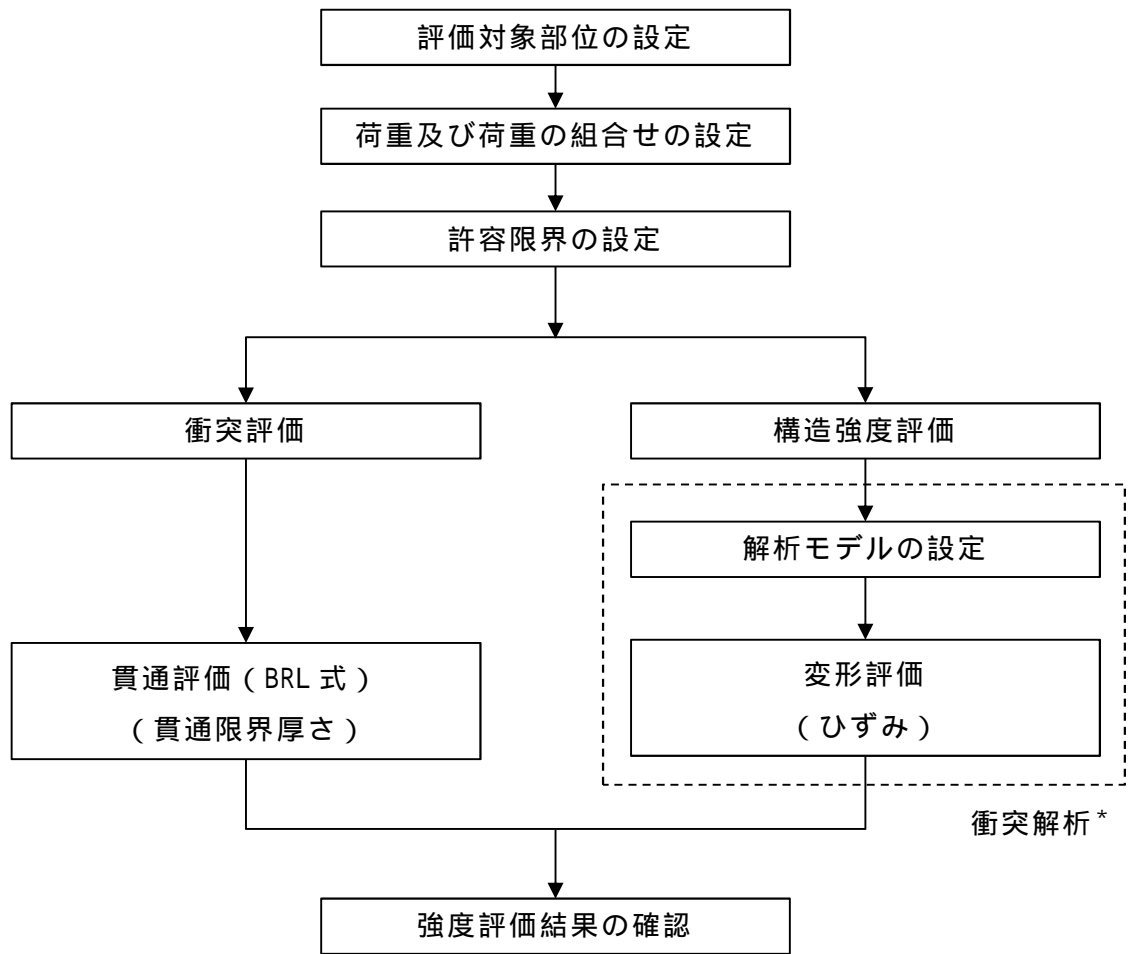 評価対象部位の設定
荷重及び荷重の組合せの設定
許容限界の設定
衝突評価
構造強度評価
解析モデルの設定
貫通評価（BRL 式）
（貫通限界厚さ）
変形評価
（ひずみ）
衝突解析*
強度評価結果の確認